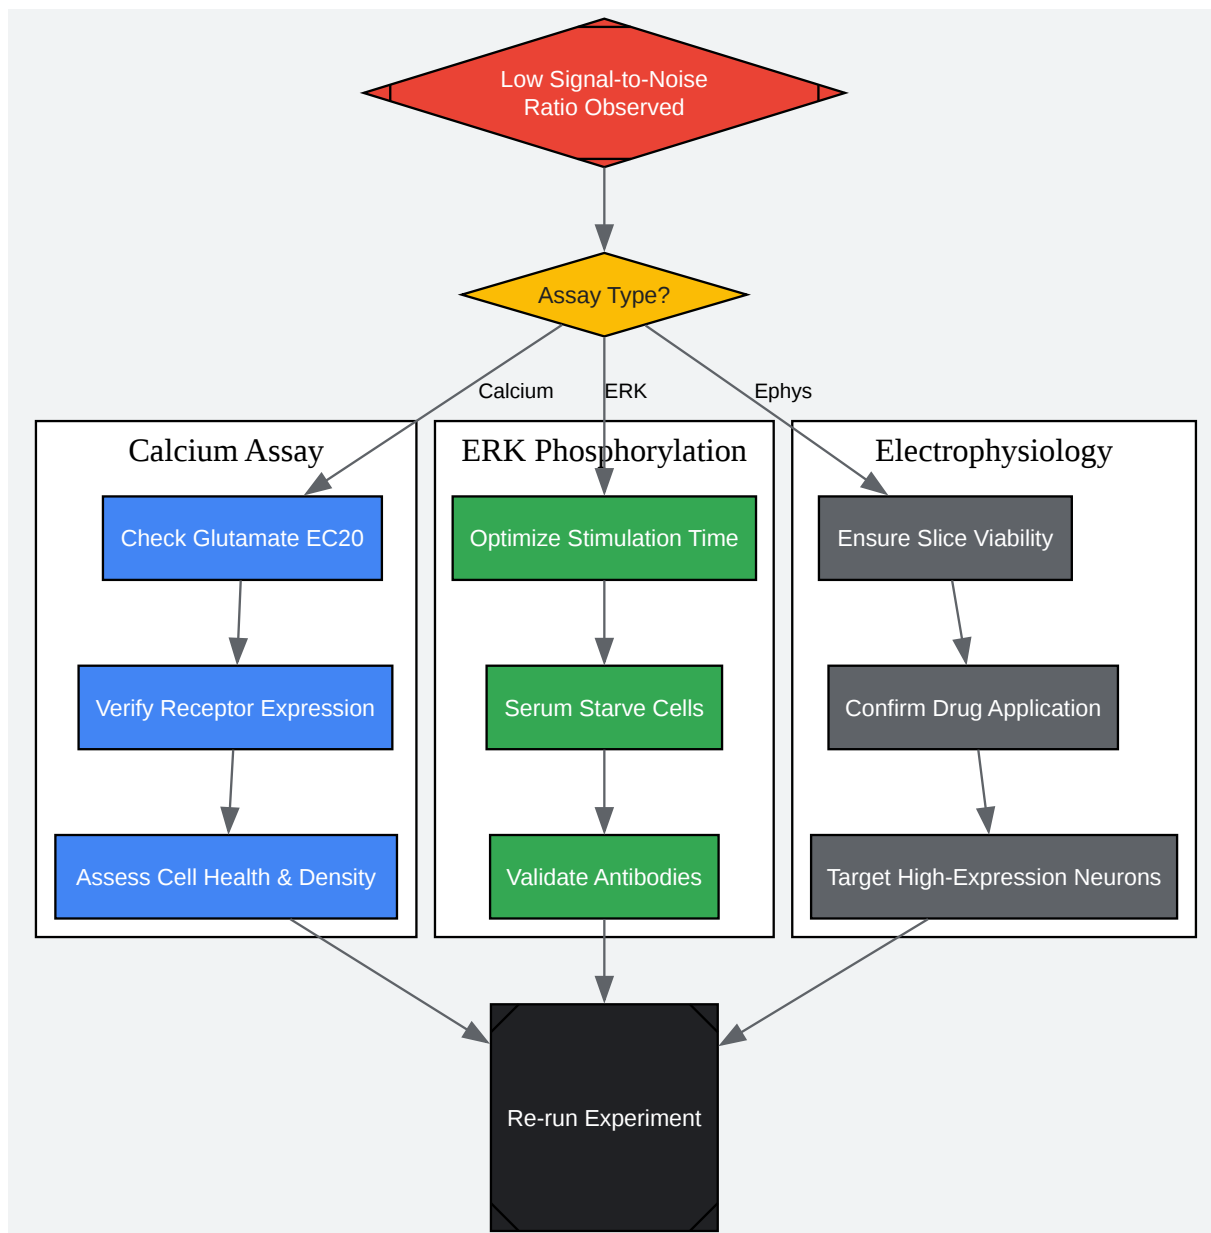 Low Signal-to-Noise
Ratio Observed
Assay Type?
Calcium
ERK
Ephys
Calcium Assay
ERK Phosphorylation
Electrophysiology
Check Glutamate EC20
Optimize Stimulation Time
Ensure Slice Viability
Verify Receptor Expression
Serum Starve Cells
Confirm Drug Application
Assess Cell Health & Density
Validate Antibodies
Target High-Expression Neurons
Re-run Experiment